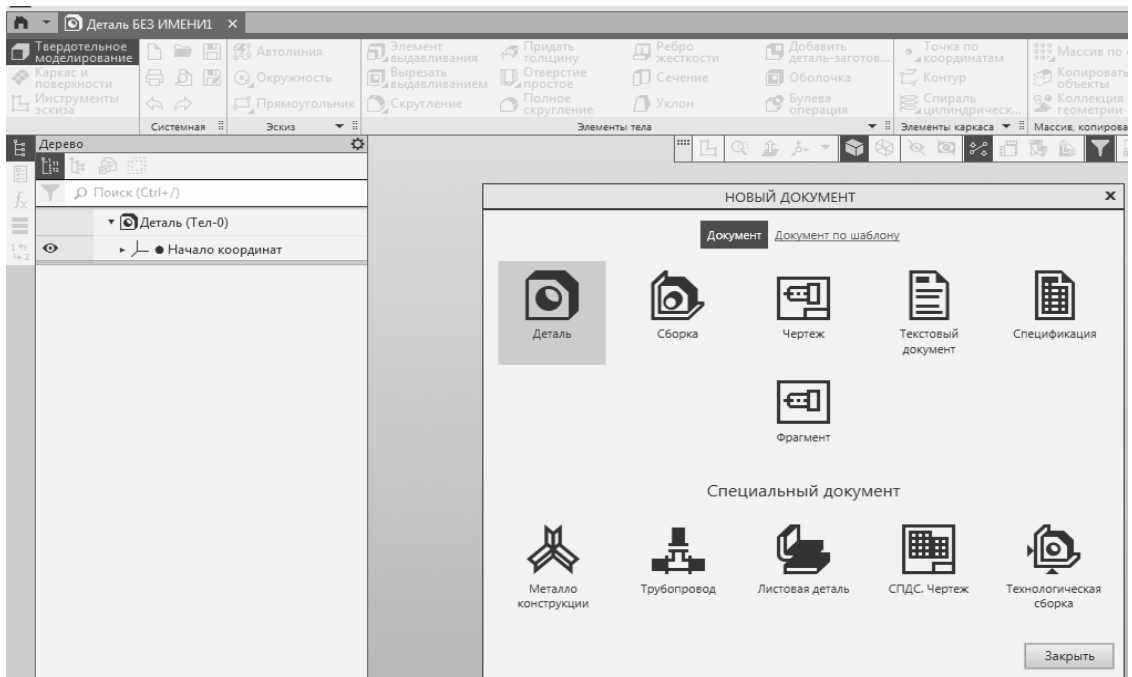 Деталь БЕЗ ИМЕНИ1
Твердотельное
моделирование
Каркас и
поверхности
Инструменты
эскиза
Системная
Автолиния
Окружность
Прямоугольник
Эскиз
Элемент
выдавливания
Вырезать
выдавливанием
Скругление
Придать
толщину
Отверстие
простое
Полное
скругление
Ребро
жесткости
Сечение
Уклон
Добавить
деталь-заготов...
Оболочка
Булева
операция
Элементы тела
Точка по
координатам
Контур
Спираль
цилиндрическ...
Элементы каркаса
Массив по
Копировать
объекты
Коллекция
геометрии
Массив, копирова
Дерево
Поиск (Ctrl+/)
Деталь (Тел-0)
Начало координат
НОВЫЙ ДОКУМЕНТ
Документ Документ по шаблону
Деталь
Сборка
Чертеж
Текстовый
документ
Спецификация
Фрагмент
Специальный документ
Металло
конструкции
Трубопровод
Листовая деталь
СПДС. Чертеж
Технологическая
сборка
Закрыть